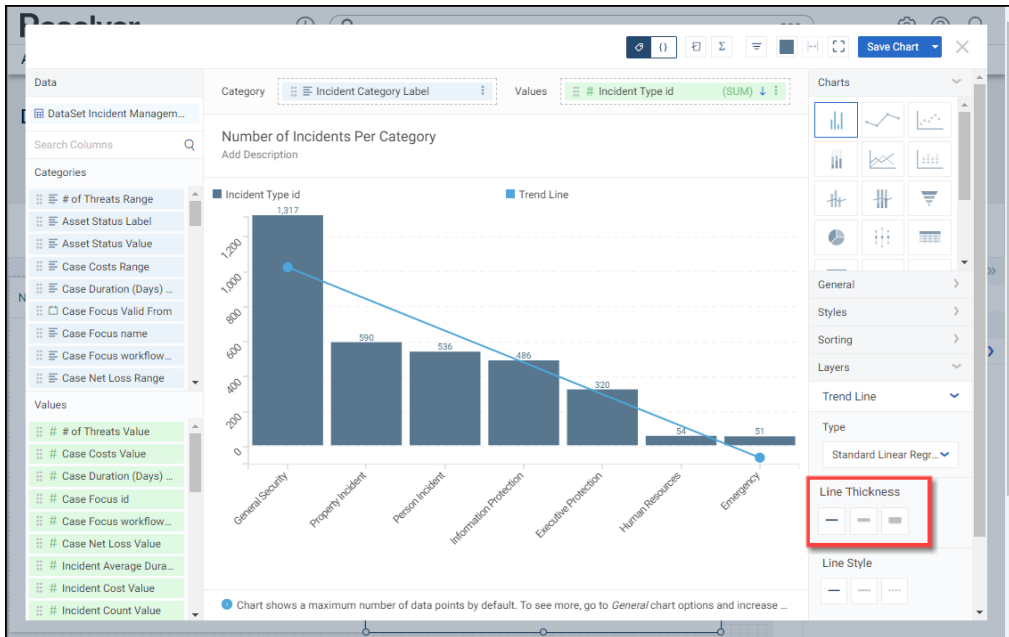 Resolver
Save Chart
Data
DataSet Incident Managem...
Search Columns
Categories
# of Threats Range
Asset Status Label
Asset Status Value
Case Costs Range
Case Duration (Days) ...
Case Focus Valid From
Case Focus name
Case Focus workflow...
Case Net Loss Range
Values
# # of Threats Value
# Case Costs Value
# Case Duration (Days) ...
# Case Focus id
# Case Focus workflow...
# Case Net Loss Value
# Incident Average Dura...
# Incident Cost Value
# Incident Count Value
Category
Incident Category Label
Values
# Incident Type id (SUM)
Number of Incidents Per Category
Add Description
Incident Type id
Trend Line
1,317
590
536
486
320
54
51
1,200
1,000
800
600
400
200
0
General Security
Property Incident
Person Incident
Information Protection
Executive Protection
Human Resources
Emergency
Chart shows a maximum number of data points by default. To see more, go to General chart options and increase ...
Charts
General
Styles
Sorting
Layers
Trend Line
Type
Standard Linear Regr...
Line Thickness
Line Style